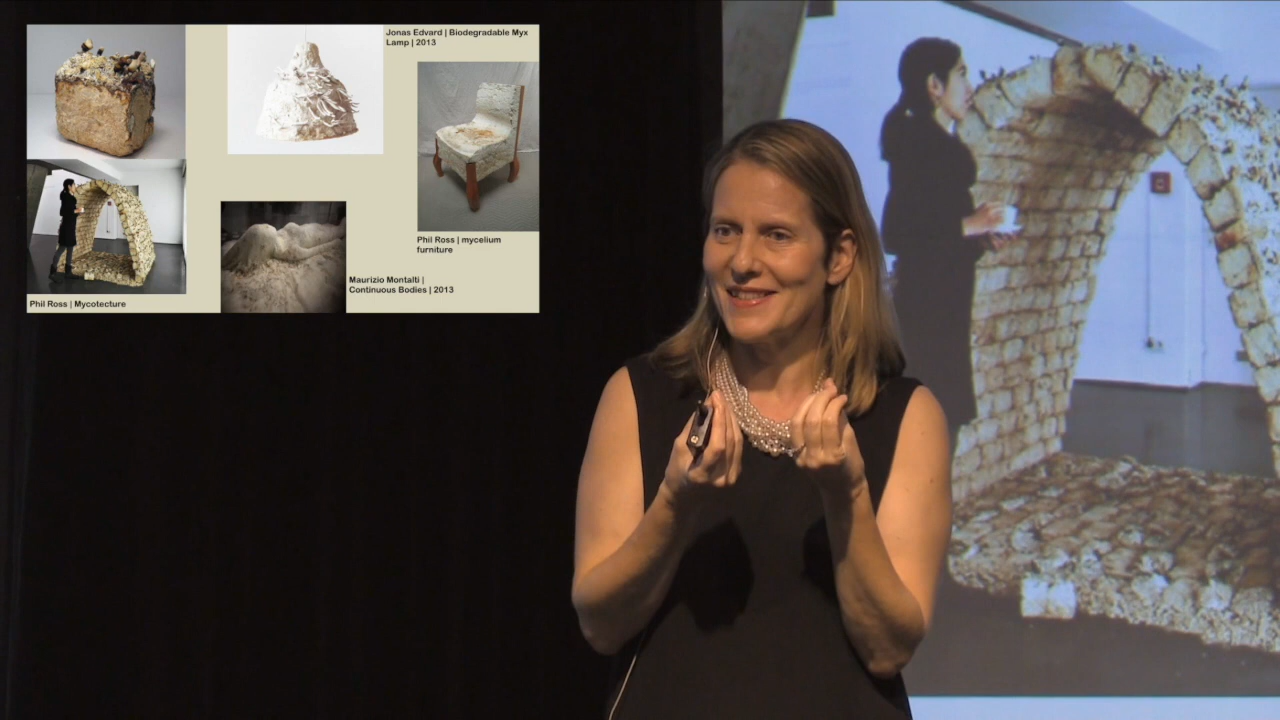 Jonas Edvard | Biodegradable Myx
Lamp | 2013
Phil Ross | mycelium
furniture
Maurizio Montalti |
Continuous Bodies | 2013
Phil Ross | Mycotecture